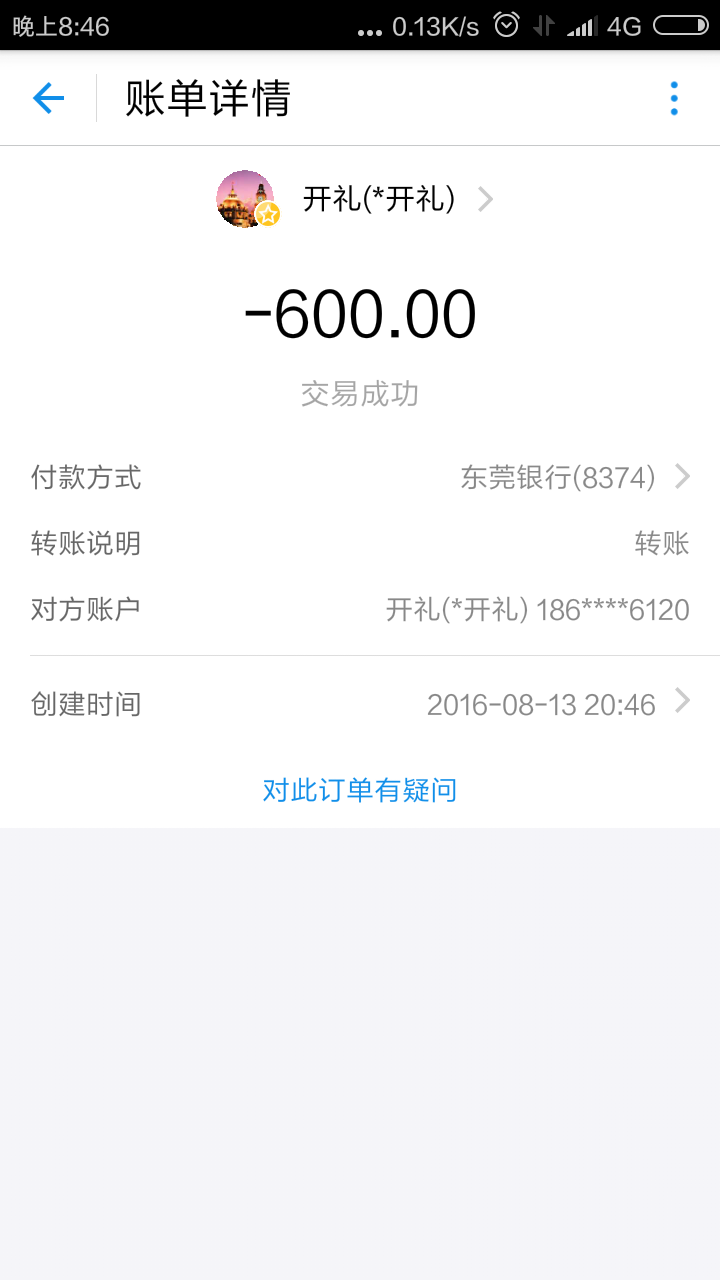 晚上8:46 ... 0.13K/s 4G
账单详情
开礼(*开礼)
-600.00
交易成功
付款方式 东莞银行(8374)
转账说明 转账
对方账户 开礼(*开礼) 186****6120
创建时间 2016-08-13 20:46
对此订单有疑问